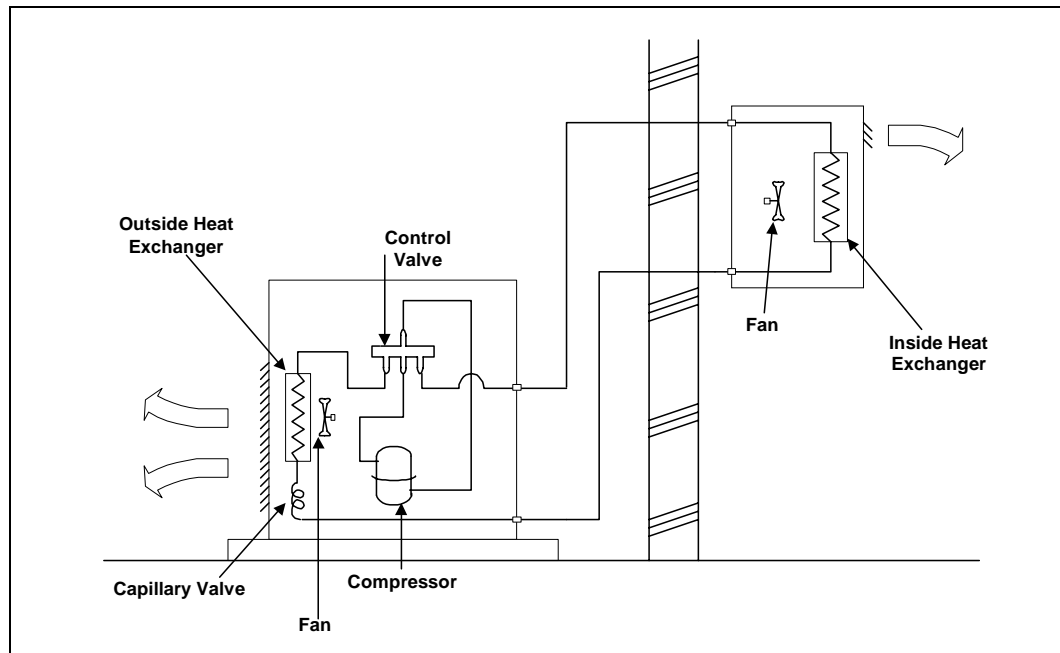 Outside Heat
Exchanger
Control
Valve
Fan
Inside Heat
Exchanger
Capillary Valve
Compressor
Fan